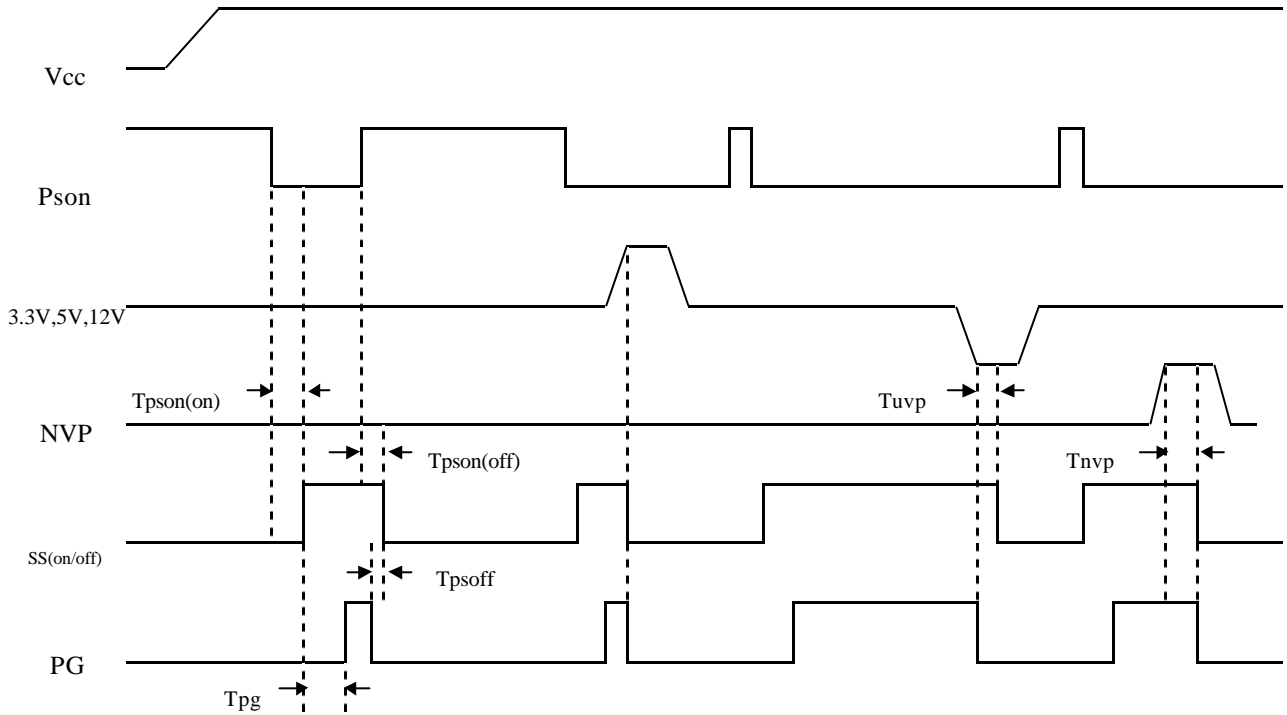 Vcc
Pson
3.3V,5V,12V
Tpson(on)
Tuvp
NVP
Tpson(off)
Tnvp
SS(on/off)
Tpsoff
PG
Tpg